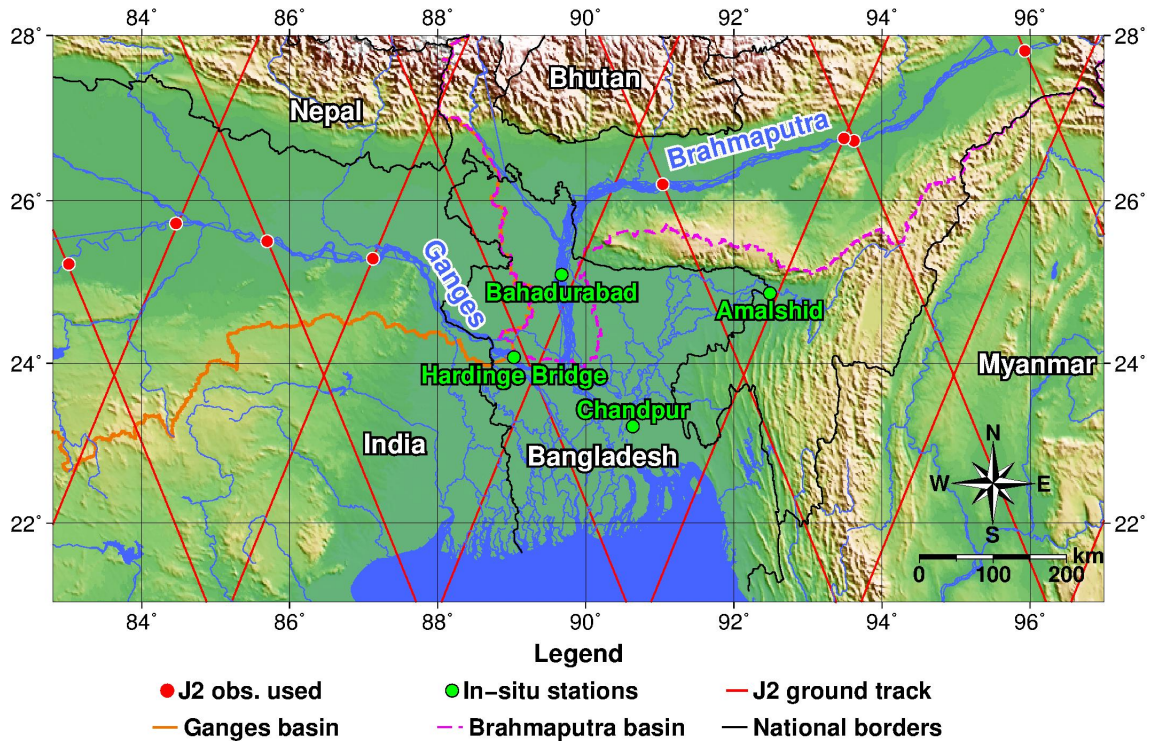 84˚ 86˚ 88˚ 90˚ 92˚ 94˚ 96˚
28˚ 28˚
Bhutan
Nepal
Brahmaputra
26˚ 26˚
Ganges
Bahadurabad
Amalshid
24˚ 24˚
Myanmar
Hardinge Bridge
Chandpur
India
Bangladesh
N
W E
S
22˚ 22˚
km
0 100 200
84˚ 86˚ 88˚ 90˚ 92˚ 94˚ 96˚
Legend
J2 obs. used In−situ stations J2 ground track
Ganges basin Brahmaputra basin National borders